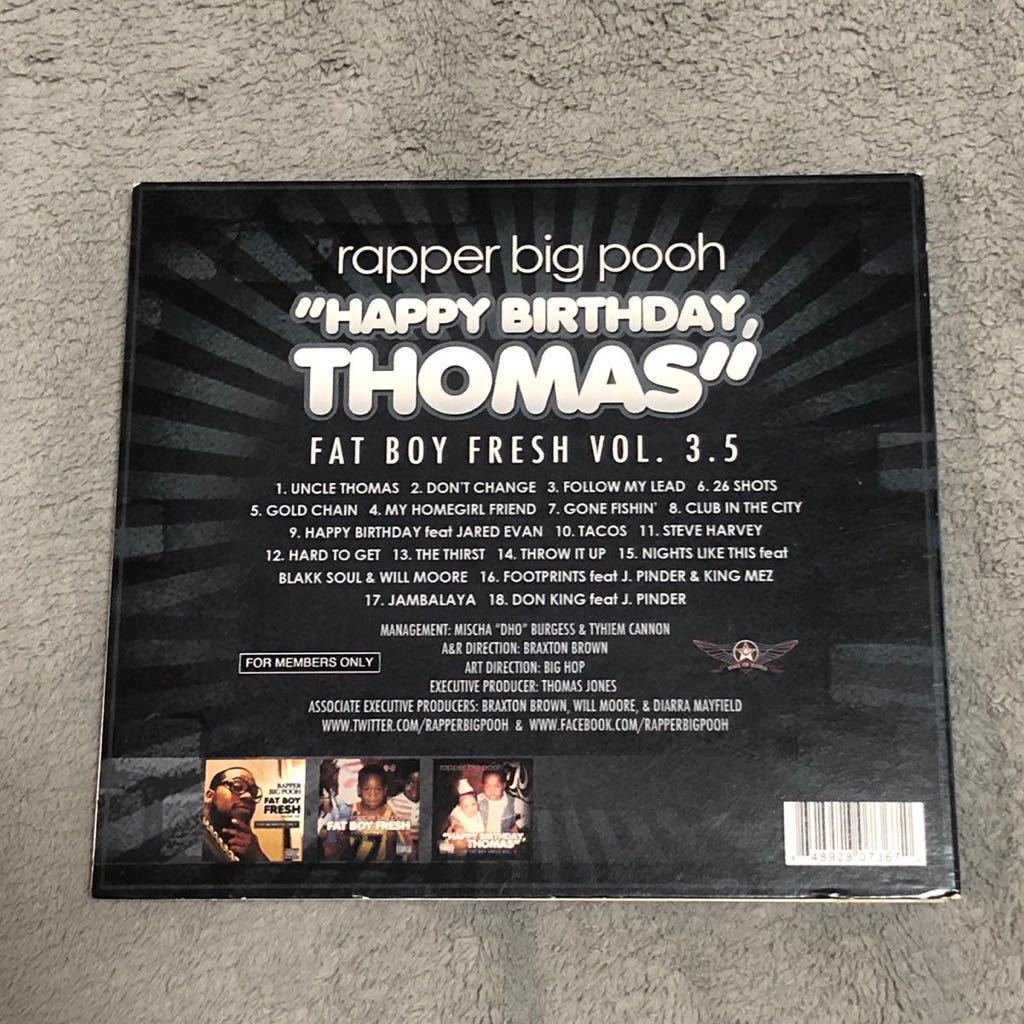 rapper big pooh
"HAPPY BIRTHDAY,
THOMAS"
FAT BOY FRESH VOL. 3.5
1. UNCLE THOMAS 2. DON'T CHANGE 3. FOLLOW MY LEAD 6. 26 SHOTS
5. GOLD CHAIN 4. MY HOMEGIRL FRIEND 7. GONE FISHIN' 8. CLUB IN THE CITY
9. HAPPY BIRTHDAY feat JARED EVAN 10. TACOS 11. STEVE HARVEY
12. HARD TO GET 13. THE THIRST 14. THROW IT UP 15. NIGHTS LIKE THIS feat
BLAKK SOUL & WILL MOORE 16. FOOTPRINTS feat J. PINDER & KING MEZ
17. JAMBALAYA 18. DON KING feat J. PINDER
MANAGEMENT: MISCHA "DHO" BURGESS & TYHIEM CANNON
A&R DIRECTION: BRAXTON BROWN
FOR MEMBERS ONLY
ART DIRECTION: BIG HOP
EXECUTIVE PRODUCER: THOMAS JONES
ASSOCIATE EXECUTIVE PRODUCERS: BRAXTON BROWN, WILL MOORE, & DIARRA MAYFIELD
WWW.TWITTER.COM/RAPPERBIGPOOH & WWW.FACEBOOK.COM/RAPPERBIGPOOH
RAPPER
BIG POOH
FAT BOY
FRESH
FAT BOY FRESH
rapper big pooh
"HAPPY BIRTHDAY,
THOMAS"
48928 07367